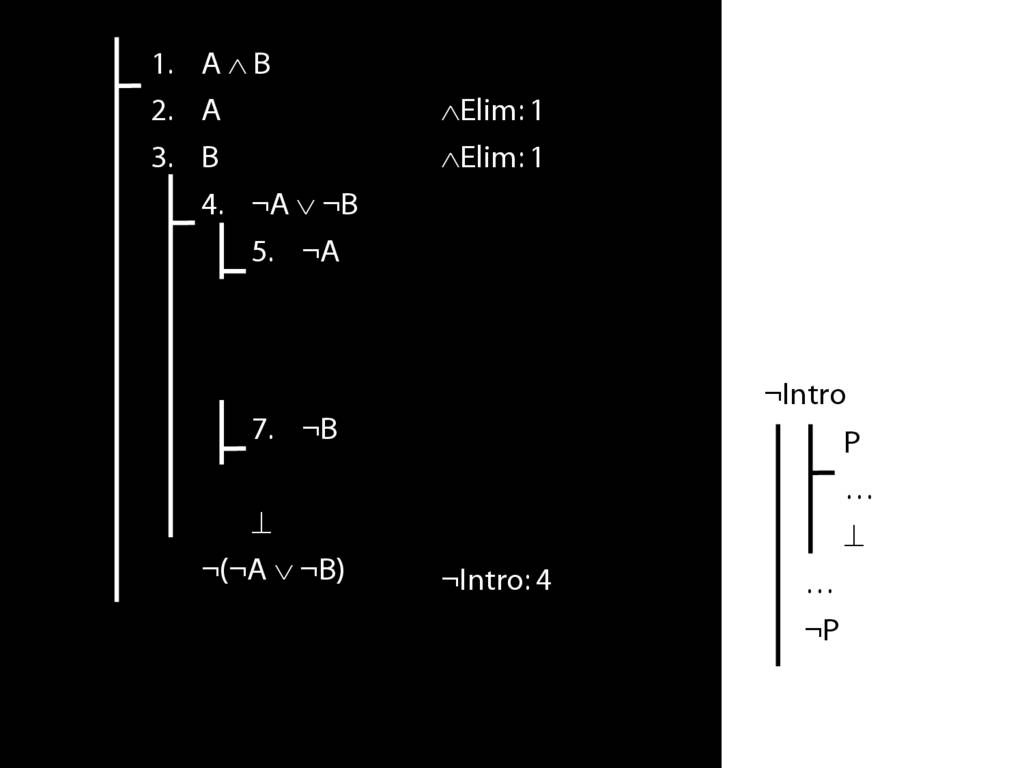 1. A ∧ B
2. A ∧Elim: 1
3. B ∧Elim: 1
4. ¬A ∨ ¬B
5. ¬A
7. ¬B
⊥
¬(¬A ∨ ¬B) ¬Intro: 4
¬Intro
P
...
⊥
...
¬P